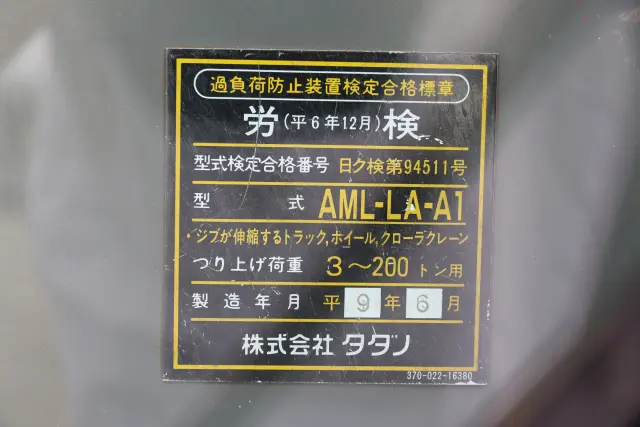 過負荷防止装置検定合格標章
労(平6年12月)検
型式検定合格番号 日ク検第94511号
型 式 AML-LA-A1
・ジブが伸縮するトラック,ホイール,クローラクレーン
つり上げ荷重 3〜200トン用
製造年月 平9年6月
株式会社 タダノ
370-022-16380